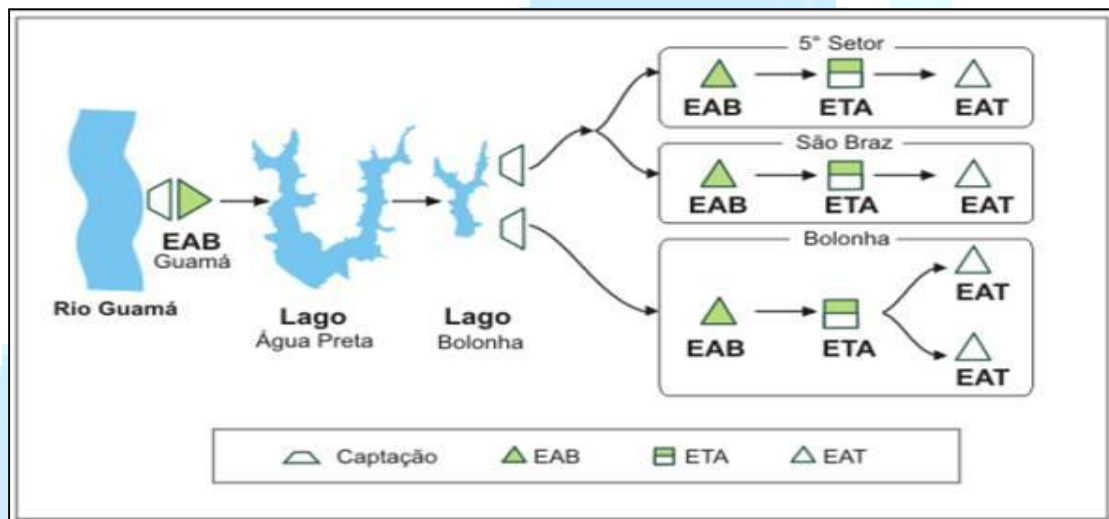 5° Setor
EAB
ETA
EAT
São Braz
EAB
ETA
EAT
EAB
Guamá
Rio Guamá
Lago
Água Preta
Lago
Bolonha
Bolonha
EAB
ETA
EAT
EAT
Captação
EAB
ETA
EAT